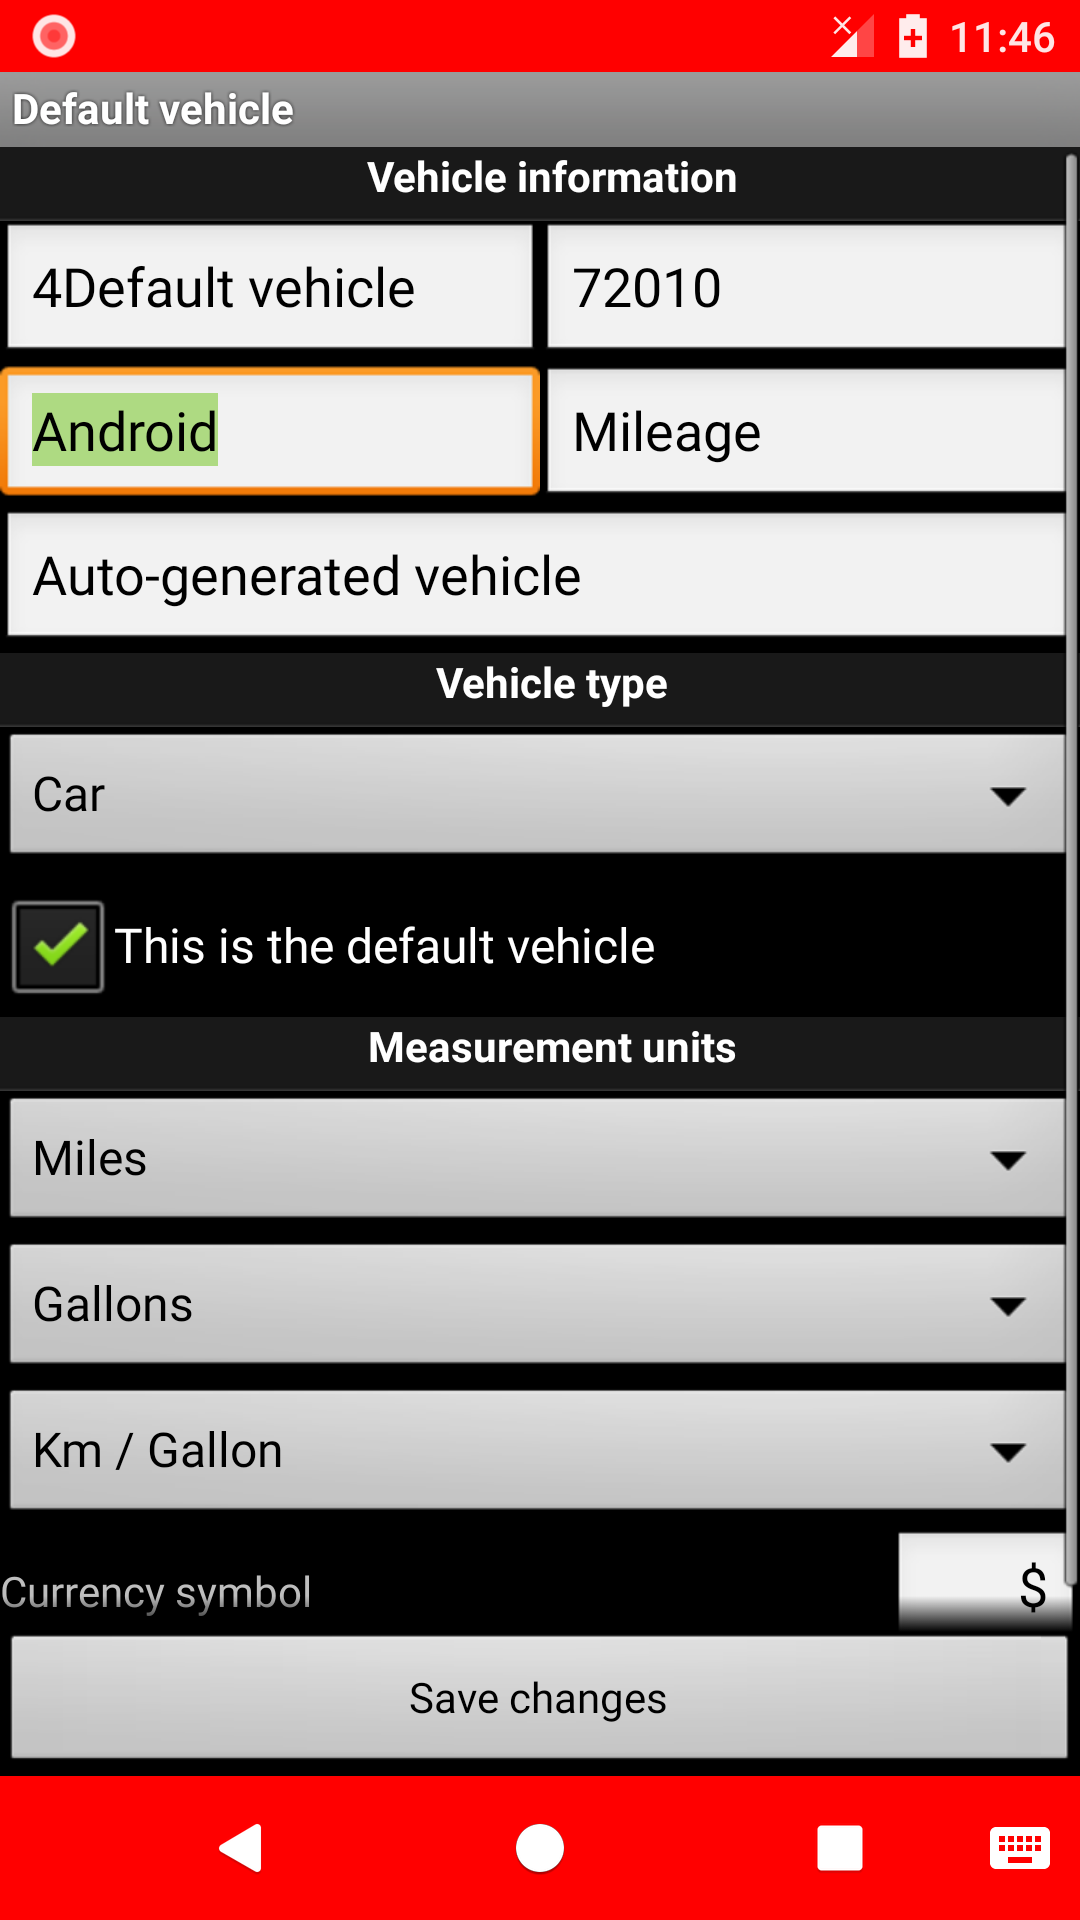 11:46
Default vehicle
Vehicle information
4Default vehicle 72010
Android Mileage
Auto-generated vehicle
Vehicle type
Car
This is the default vehicle
Measurement units
Miles
Gallons
Km / Gallon
Currency symbol $
Save changes